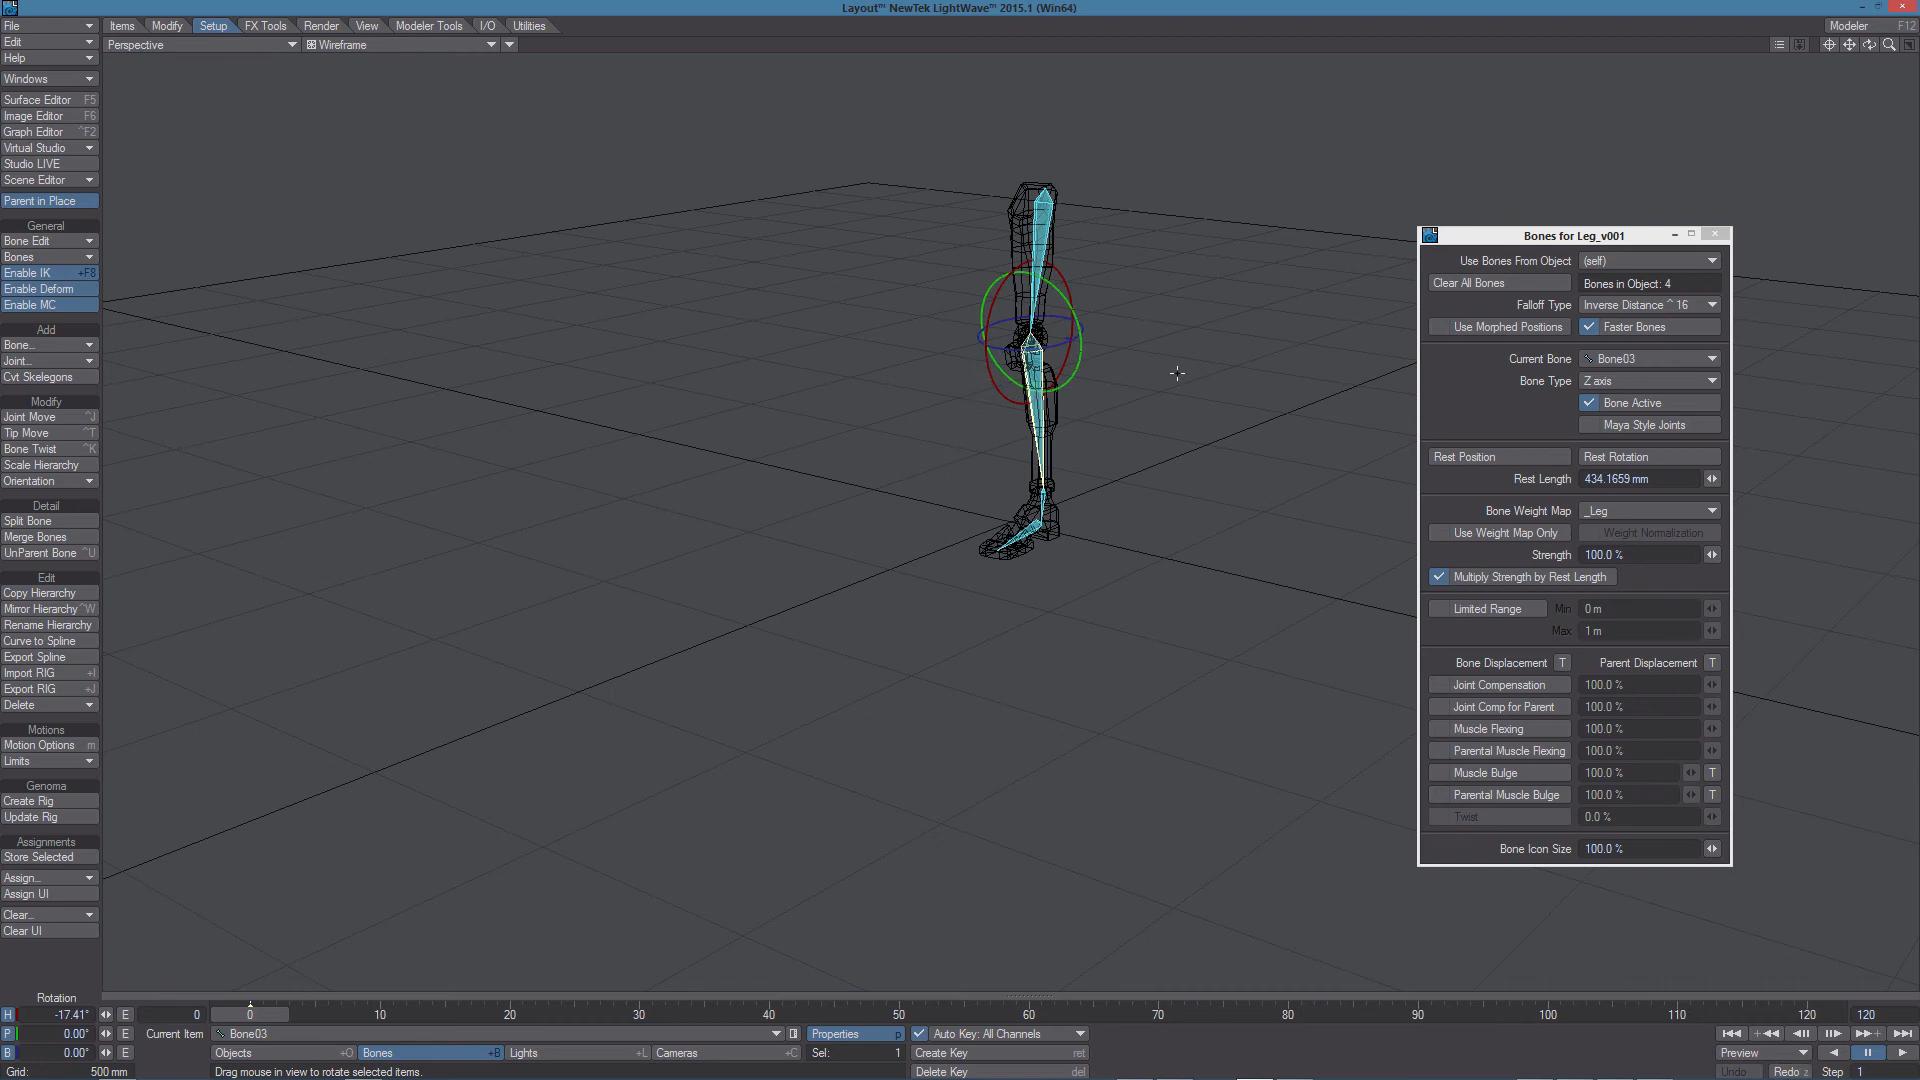 Layout™ NewTek LightWave™ 2015.1 (Win64)
File
Items
Modify
Setup
FX Tools
Render
View
Modeler Tools
I/O
Utilities
Modeler F12
Edit
Perspective
Wireframe
Help
Windows
Surface Editor F5
Image Editor F6
Graph Editor ^F2
Virtual Studio
Studio LIVE
Scene Editor
Parent in Place
General
Bone Edit
Bones
Enable IK +F8
Enable Deform
Enable MC
Add
Bone...
Joint...
Cvt Skelegons
Modify
Joint Move ^J
Tip Move ^T
Bone Twist ^K
Scale Hierarchy
Orientation
Detail
Split Bone
Merge Bones
UnParent Bone ^U
Edit
Copy Hierarchy
Mirror Hierarchy ^W
Rename Hierarchy
Curve to Spline
Export Spline
Import RIG +I
Export RIG +J
Delete
Motions
Motion Options m
Limits
Genoma
Create Rig
Update Rig
Assignments
Store Selected
Assign...
Assign UI
Clear...
Clear UI
Bones for Leg_v001
Use Bones From Object (self)
Clear All Bones Bones in Object: 4
Falloff Type Inverse Distance ^ 16
Use Morphed Positions Faster Bones
Current Bone Bone03
Bone Type Z axis
Bone Active
Maya Style Joints
Rest Position Rest Rotation
Rest Length 434.1659 mm
Bone Weight Map _Leg
Use Weight Map Only Weight Normalization
Strength 100.0 %
Multiply Strength by Rest Length
Limited Range Min 0 m
Max 1 m
Bone Displacement T Parent Displacement T
Joint Compensation 100.0 %
Joint Comp for Parent 100.0 %
Muscle Flexing 100.0 %
Parental Muscle Flexing 100.0 %
Muscle Bulge 100.0 % T
Parental Muscle Bulge 100.0 % T
Twist 0.0 %
Bone Icon Size 100.0 %
Rotation
H -17.41° E 0 0 10 20 30 40 50 60 70 80 90 100 110 120 120
P 0.00° E Current Item Bone03 Properties p Auto Key: All Channels
B 0.00° E Objects +O Bones +B Lights +L Cameras +C Sel: 1 Create Key ret Preview
Grid: 500 mm Drag mouse in view to rotate selected items. Delete Key del Undo Redo z Step 1